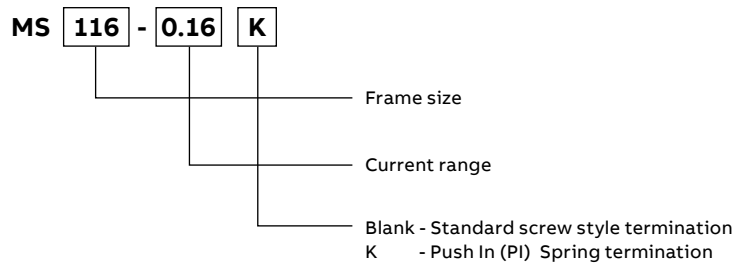 MS 116 - 0.16 K
Frame size
Current range
Blank - Standard screw style termination
K - Push In (PI) Spring termination